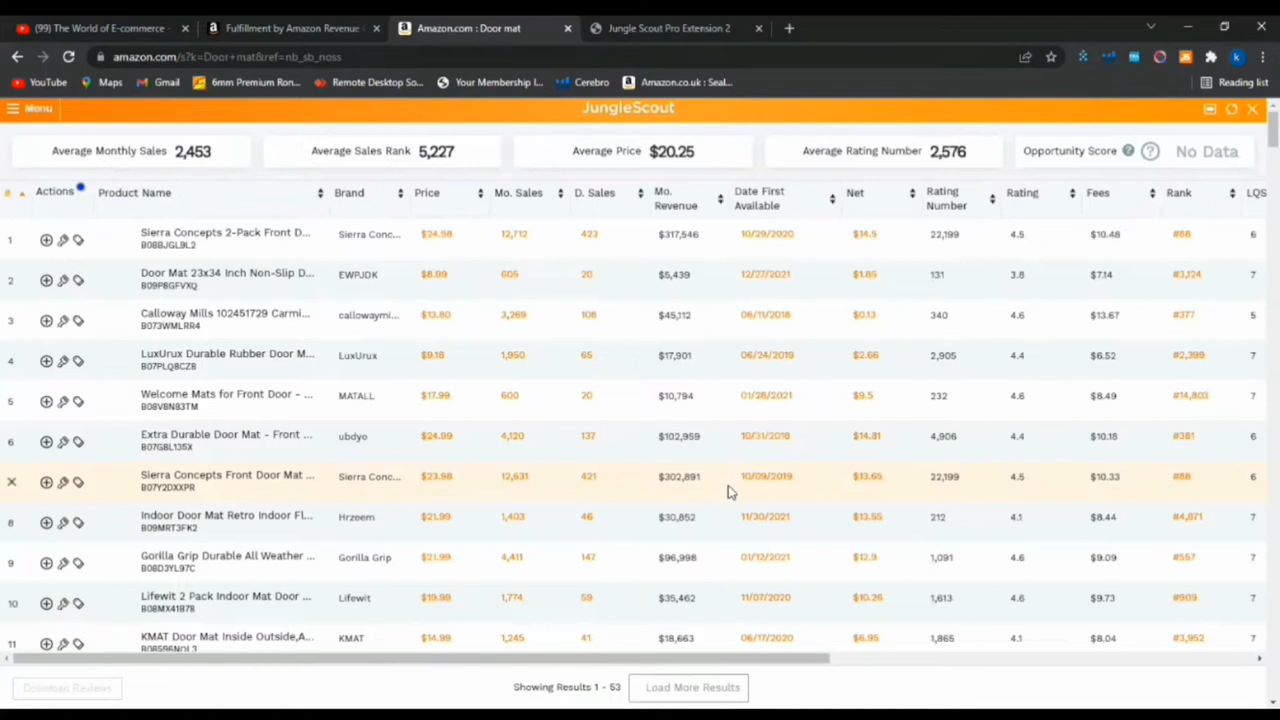 (99) The World of E-commerce -
Fulfillment by Amazon Revenue
Amazon.com : Door mat
Jungle Scout Pro Extension 2
amazon.com/s?k=Door+mat&ref=nb_sb_noss
YouTube Maps Gmail 6mm Premium Ron... Remote Desktop So... Your Membership I... Cerebro Amazon.co.uk : Seal... Reading list
Menu JungleScout
Average Monthly Sales 2,453 Average Sales Rank 5,227 Average Price $20.25 Average Rating Number 2,576 Opportunity Score No Data
# Actions Product Name Brand Price Mo. Sales D. Sales Mo. Revenue Date First Available Net Rating Number Rating Fees Rank LQS
1 Sierra Concepts 2-Pack Front D... Sierra Conc... $24.98 12,712 423 $317,546 10/29/2020 $14.5 22,199 4.5 $10.48 #88 6
B08BJGL9L2
2 Door Mat 23x34 Inch Non-Slip D... EWPJDK $8.99 605 20 $5,439 12/27/2021 $1.85 131 3.8 $7.14 #3,124 7
B09P8GFVXQ
3 Calloway Mills 102451729 Carmi... callowaymi... $13.80 3,269 108 $45,112 06/11/2018 $0.13 340 4.6 $13.67 #377 5
B073WMLRR4
4 LuxUrux Durable Rubber Door M... LuxUrux $9.18 1,950 65 $17,901 06/24/2019 $2.66 2,905 4.4 $6.52 #2,399 7
B07PLQ8CZB
5 Welcome Mats for Front Door - ... MATALL $17.99 600 20 $10,794 01/28/2021 $9.5 232 4.6 $8.49 #14,803 7
B08V8N83TM
6 Extra Durable Door Mat - Front ... ubdyo $24.99 4,120 137 $102,959 10/31/2018 $14.81 4,906 4.4 $10.18 #381 6
B07GBL135X
Sierra Concepts Front Door Mat ... Sierra Conc... $23.98 12,631 421 $302,891 10/09/2019 $13.65 22,199 4.5 $10.33 #88 6
B07Y2DXXPR
8 Indoor Door Mat Retro Indoor Fl... Hrzeem $21.99 1,403 46 $30,852 11/30/2021 $13.55 212 4.1 $8.44 #4,871 7
B09MRT3FK2
9 Gorilla Grip Durable All Weather ... Gorilla Grip $21.99 4,411 147 $96,998 01/12/2021 $12.9 1,091 4.6 $9.09 #557 7
B08D3YL97C
10 Lifewit 2 Pack Indoor Mat Door ... Lifewit $19.99 1,774 59 $35,462 11/07/2020 $10.26 1,613 4.6 $9.73 #909 7
B08MX41878
11 KMAT Door Mat Inside Outside,A... KMAT $14.99 1,245 41 $18,663 06/17/2020 $6.95 1,865 4.1 $8.04 #3,952 7
Download Reviews Showing Results 1 - 53 Load More Results